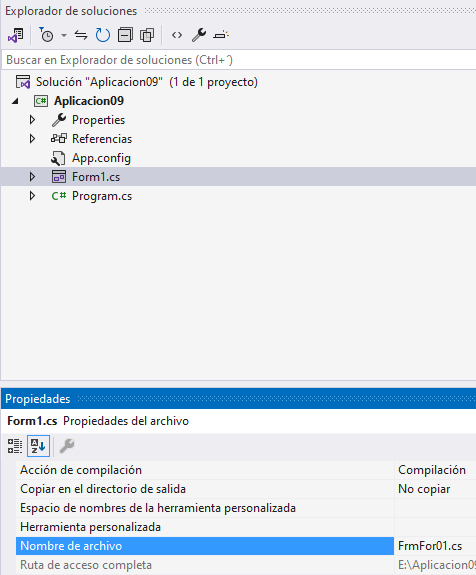 Explorador de soluciones
Buscar en Explorador de soluciones (Ctrl+´)
Solución "Aplicacion09" (1 de 1 proyecto)
C# Aplicacion09
Properties
Referencias
App.config
Form1.cs
C# Program.cs
Propiedades
Form1.cs Propiedades del archivo
A Z
Acción de compilación Compilación
Copiar en el directorio de salida No copiar
Espacio de nombres de la herramienta personalizada
Herramienta personalizada
Nombre de archivo FrmFor01.cs
Ruta de acceso completa E:\Aplicacion09